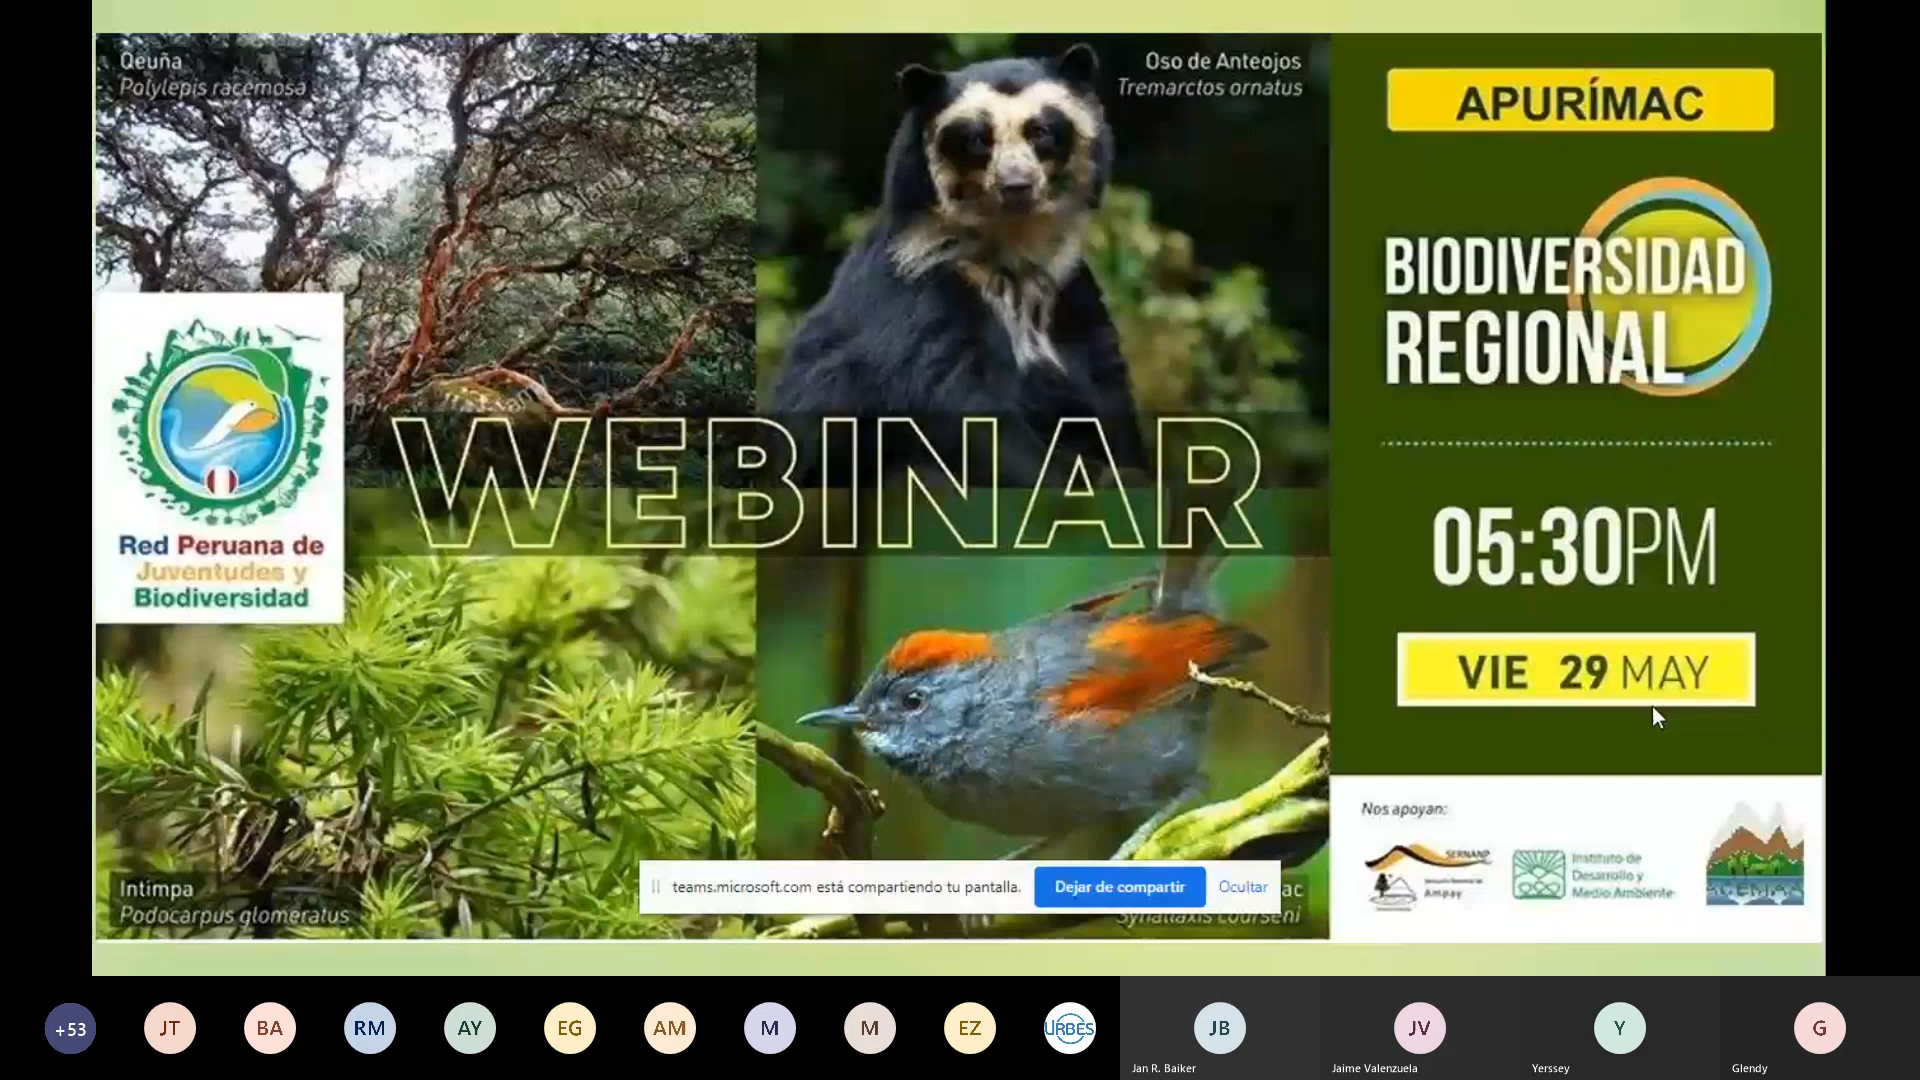 Qeuña
Polylepis racemosa
Oso de Anteojos
Tremarctos ornatus
APURÍMAC
BIODIVERSIDAD
REGIONAL
WEBINAR
Red Peruana de
Juventudes y
Biodiversidad
05:30PM
VIE 29 MAY
Nos apoyan:
SERNANP
Ampay
Instituto de
Desarrollo y
Medio Ambiente
Intimpa
Podocarpus glomeratus
ac
Synallaxis courseni
teams.microsoft.com está compartiendo tu pantalla.
Dejar de compartir
Ocultar
+53
JT
BA
RM
AY
EG
AM
M
M
EZ
URBES
JB
JV
Y
G
Jan R. Baiker
Jaime Valenzuela
Yerssey
Glendy